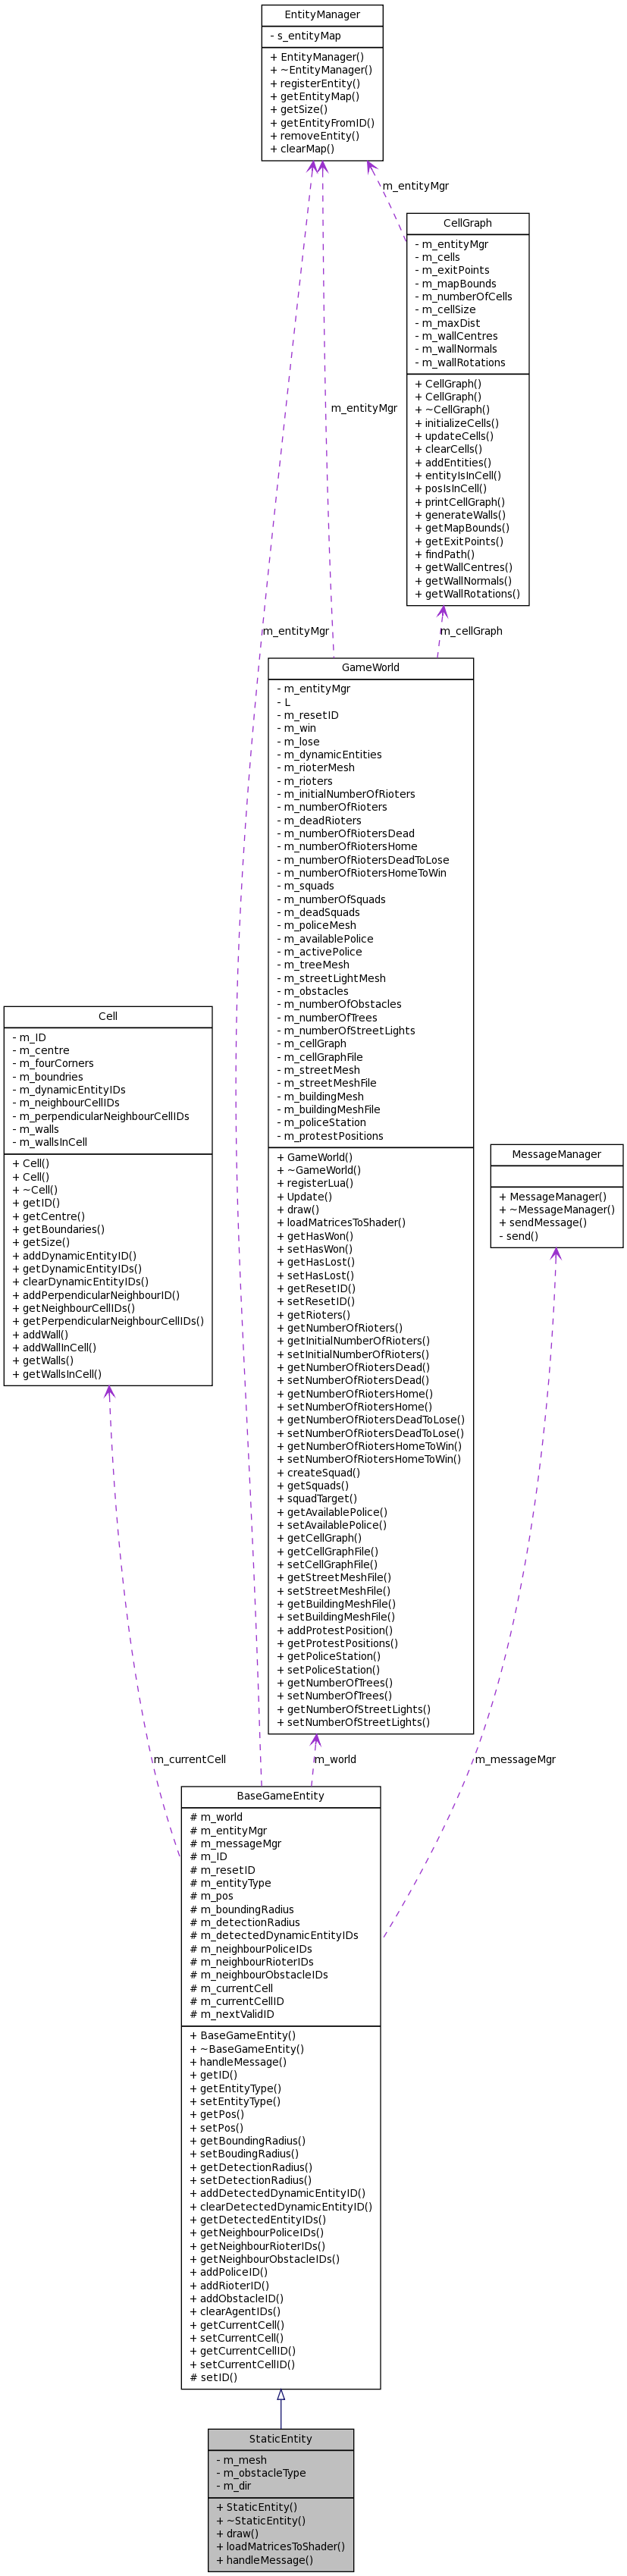 EntityManager
- s_entityMap
+ EntityManager()
+ ~EntityManager()
+ registerEntity()
+ getEntityMap()
+ getSize()
+ getEntityFromID()
+ removeEntity()
+ clearMap()
m_entityMgr
CellGraph
- m_entityMgr
- m_cells
- m_exitPoints
- m_mapBounds
- m_numberOfCells
- m_cellSize
- m_maxDist
- m_wallCentres
- m_wallNormals
- m_wallRotations
+ CellGraph()
+ CellGraph()
+ ~CellGraph()
+ initializeCells()
+ updateCells()
+ clearCells()
+ addEntities()
+ entityIsInCell()
+ posIsInCell()
+ printCellGraph()
+ generateWalls()
+ getMapBounds()
+ getExitPoints()
+ findPath()
+ getWallCentres()
+ getWallNormals()
+ getWallRotations()
m_entityMgr
m_entityMgr
m_cellGraph
GameWorld
- m_entityMgr
- L
- m_resetID
- m_win
- m_lose
- m_dynamicEntities
- m_rioterMesh
- m_rioters
- m_initialNumberOfRioters
- m_numberOfRioters
- m_deadRioters
- m_numberOfRiotersDead
- m_numberOfRiotersHome
- m_numberOfRiotersDeadToLose
- m_numberOfRiotersHomeToWin
- m_squads
- m_numberOfSquads
- m_deadSquads
- m_policeMesh
- m_availablePolice
- m_activePolice
- m_treeMesh
- m_streetLightMesh
- m_obstacles
- m_numberOfObstacles
- m_numberOfTrees
- m_numberOfStreetLights
- m_cellGraph
- m_cellGraphFile
- m_streetMesh
- m_streetMeshFile
- m_buildingMesh
- m_buildingMeshFile
- m_policeStation
- m_protestPositions
+ GameWorld()
+ ~GameWorld()
+ registerLua()
+ Update()
+ draw()
+ loadMatricesToShader()
+ getHasWon()
+ setHasWon()
+ getHasLost()
+ setHasLost()
+ getResetID()
+ setResetID()
+ getRioters()
+ getNumberOfRioters()
+ getInitialNumberOfRioters()
+ setInitialNumberOfRioters()
+ getNumberOfRiotersDead()
+ setNumberOfRiotersDead()
+ getNumberOfRiotersHome()
+ setNumberOfRiotersHome()
+ getNumberOfRiotersDeadToLose()
+ setNumberOfRiotersDeadToLose()
+ getNumberOfRiotersHomeToWin()
+ setNumberOfRiotersHomeToWin()
+ createSquad()
+ getSquads()
+ squadTarget()
+ getAvailablePolice()
+ setAvailablePolice()
+ getCellGraph()
+ getCellGraphFile()
+ setCellGraphFile()
+ getStreetMeshFile()
+ setStreetMeshFile()
+ getBuildingMeshFile()
+ setBuildingMeshFile()
+ addProtestPosition()
+ getProtestPositions()
+ getPoliceStation()
+ setPoliceStation()
+ getNumberOfTrees()
+ setNumberOfTrees()
+ getNumberOfStreetLights()
+ setNumberOfStreetLights()
Cell
- m_ID
- m_centre
- m_fourCorners
- m_boundries
- m_dynamicEntityIDs
- m_neighbourCellIDs
- m_perpendicularNeighbourCellIDs
- m_walls
- m_wallsInCell
+ Cell()
+ Cell()
+ ~Cell()
+ getID()
+ getCentre()
+ getBoundaries()
+ getSize()
+ addDynamicEntityID()
+ getDynamicEntityIDs()
+ clearDynamicEntityIDs()
+ addPerpendicularNeighbourID()
+ getNeighbourCellIDs()
+ getPerpendicularNeighbourCellIDs()
+ addWall()
+ addWallInCell()
+ getWalls()
+ getWallsInCell()
MessageManager
+ MessageManager()
+ ~MessageManager()
+ sendMessage()
- send()
m_currentCell
m_world
m_messageMgr
BaseGameEntity
# m_world
# m_entityMgr
# m_messageMgr
# m_ID
# m_resetID
# m_entityType
# m_pos
# m_boundingRadius
# m_detectionRadius
# m_detectedDynamicEntityIDs
# m_neighbourPoliceIDs
# m_neighbourRioterIDs
# m_neighbourObstacleIDs
# m_currentCell
# m_currentCellID
# m_nextValidID
+ BaseGameEntity()
+ ~BaseGameEntity()
+ handleMessage()
+ getID()
+ getEntityType()
+ setEntityType()
+ getPos()
+ setPos()
+ getBoundingRadius()
+ setBoudingRadius()
+ getDetectionRadius()
+ setDetectionRadius()
+ addDetectedDynamicEntityID()
+ clearDetectedDynamicEntityID()
+ getDetectedEntityIDs()
+ getNeighbourPoliceIDs()
+ getNeighbourRioterIDs()
+ getNeighbourObstacleIDs()
+ addPoliceID()
+ addRioterID()
+ addObstacleID()
+ clearAgentIDs()
+ getCurrentCell()
+ setCurrentCell()
+ getCurrentCellID()
+ setCurrentCellID()
# setID()
StaticEntity
- m_mesh
- m_obstacleType
- m_dir
+ StaticEntity()
+ ~StaticEntity()
+ draw()
+ loadMatricesToShader()
+ handleMessage()